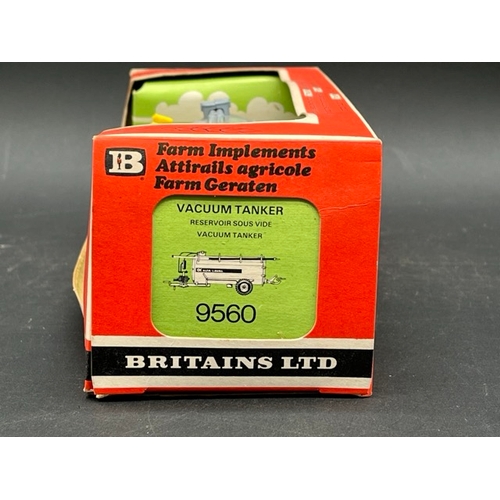 B
Farm Implements
Attirails agricole
Farm Geraten
VACUUM TANKER
RESERVOIR SOUS VIDE
VACUUM TANKER
9560
BRITAINS LTD